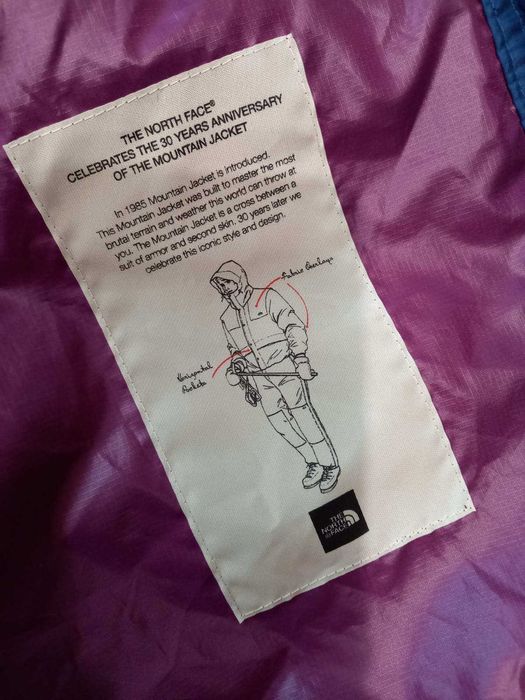 THE NORTH FACE®
CELEBRATES THE 30 YEARS ANNIVERSARY
OF THE MOUNTAIN JACKET
In 1985 Mountain Jacket is introduced.
This Mountain Jacket was built to master the most
brutal terrain and weather this world can throw at
you. The Mountain Jacket is a cross between a
suit of armor and second skin. 30 years later we
celebrate this iconic style and design.
Fabric Overlays
Horizontal
Pockets
THE
NORTH
FACE